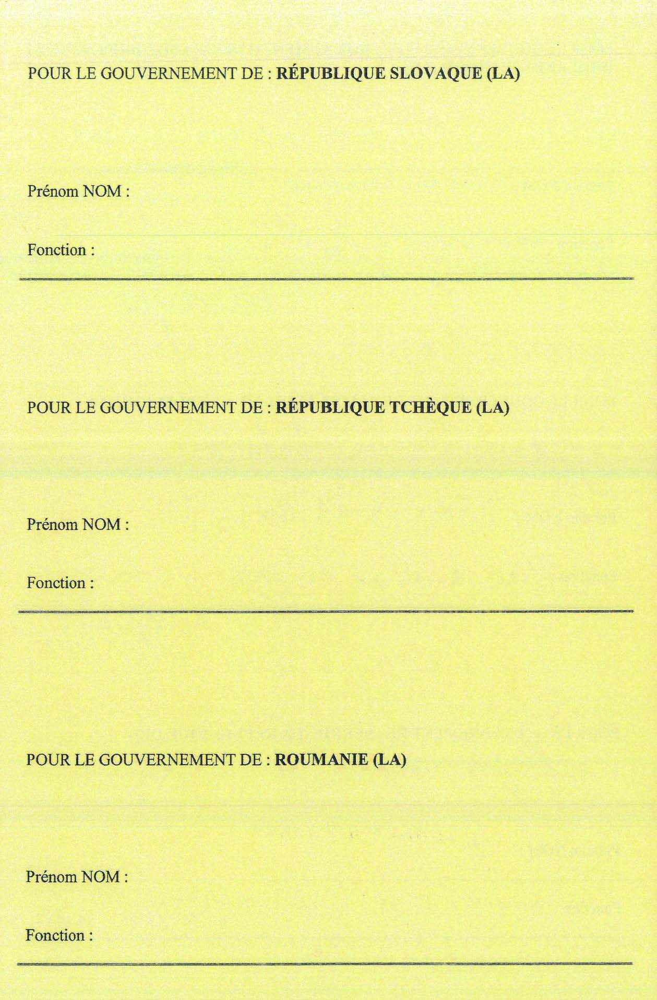 POUR LE GOUVERNEMENT DE : RÉPUBLIQUE SLOVAQUE (LA)
Prénom NOM :
Fonction :
POUR LE GOUVERNEMENT DE : RÉPUBLIQUE TCHÈQUE (LA)
Prénom NOM :
Fonction :
POUR LE GOUVERNEMENT DE : ROUMANIE (LA)
Prénom NOM :
Fonction :